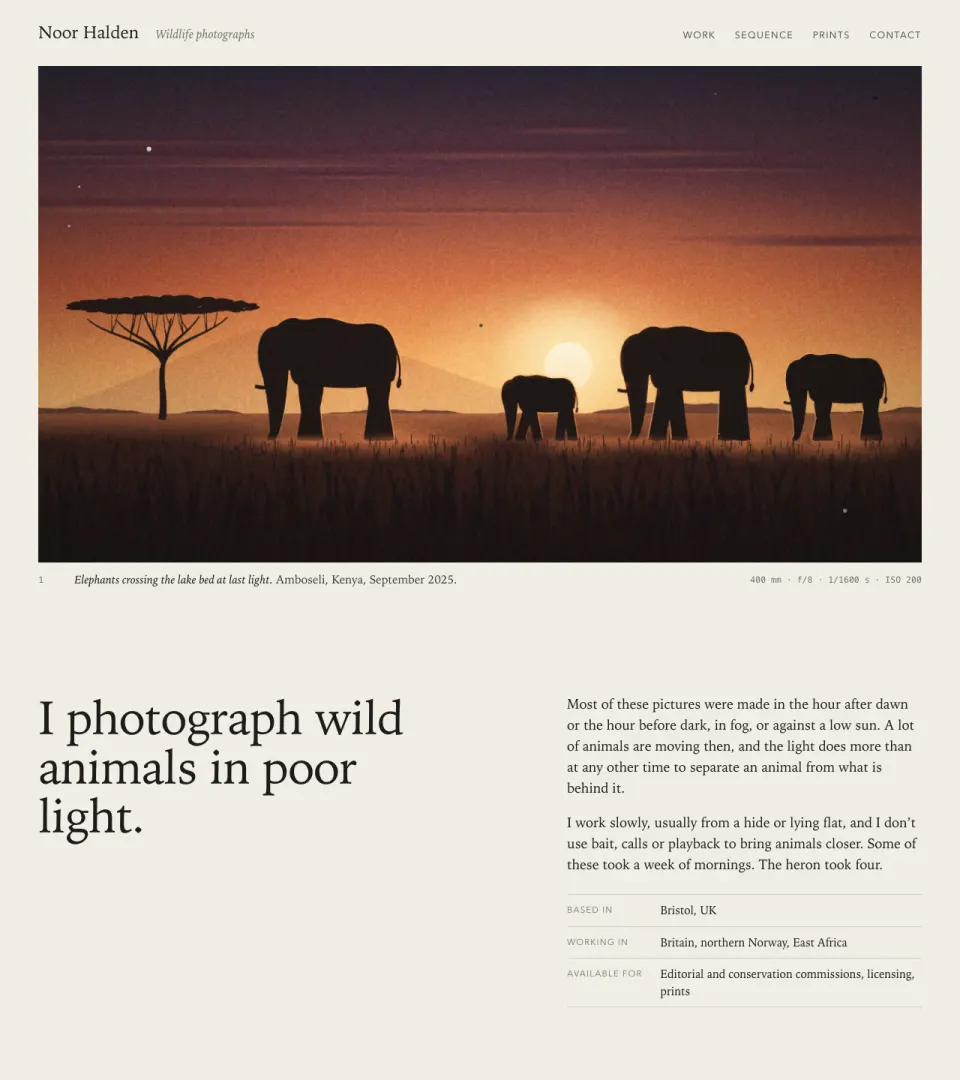 Noor Halden Wildlife photographs WORK SEQUENCE PRINTS CONTACT
1 Elephants crossing the lake bed at last light. Amboseli, Kenya, September 2025. 400 mm · f/8 · 1/1600 s · ISO 200
I photograph wild
animals in poor
light.
Most of these pictures were made in the hour after dawn
or the hour before dark, in fog, or against a low sun. A lot
of animals are moving then, and the light does more than
at any other time to separate an animal from what is
behind it.
I work slowly, usually from a hide or lying flat, and I don’t
use bait, calls or playback to bring animals closer. Some of
these took a week of mornings. The heron took four.
BASED IN Bristol, UK
WORKING IN Britain, northern Norway, East Africa
AVAILABLE FOR Editorial and conservation commissions, licensing,
prints